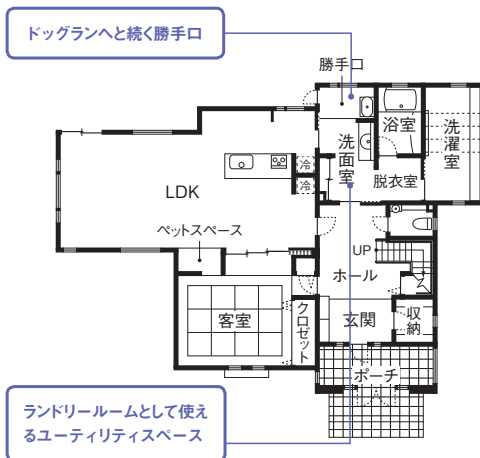 ドッグランへと続く勝手口
勝手口
浴室
洗濯室
洗面室
脱衣室
冷
冷
LDK
ペットスペース
UP
ホール
客室
クロゼット
玄関
収納
ポーチ
ランドリールームとして使え
るユーティリティスペース